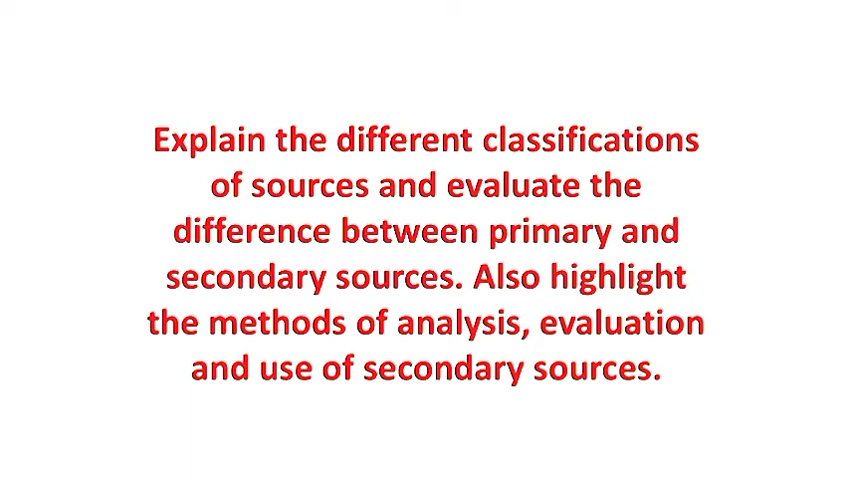 Explain the different classifications
of sources and evaluate the
difference between primary and
secondary sources. Also highlight
the methods of analysis, evaluation
and use of secondary sources.